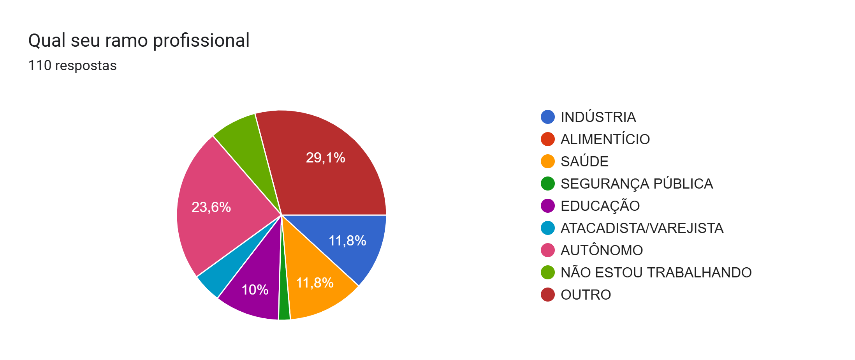 Qual seu ramo profissional
110 respostas
29,1%
23,6%
11,8%
11,8%
10%
INDÚSTRIA
ALIMENTÍCIO
SAÚDE
SEGURANÇA PÚBLICA
EDUCAÇÃO
ATACADISTA/VAREJISTA
AUTÔNOMO
NÃO ESTOU TRABALHANDO
OUTRO